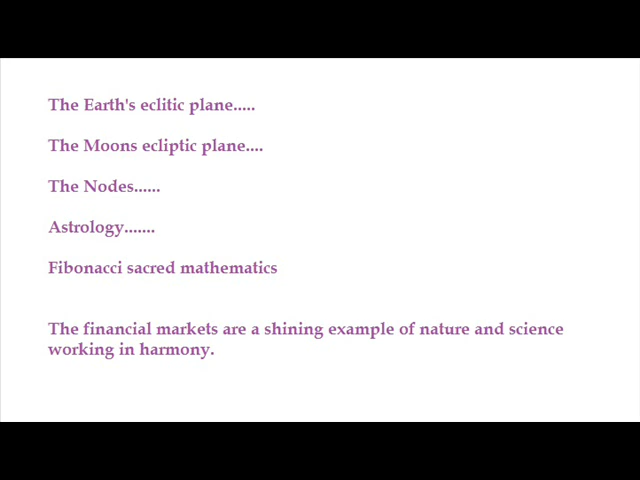 The Earth's eclitic plane.....
The Moons ecliptic plane....
The Nodes......
Astrology.......
Fibonacci sacred mathematics
The financial markets are a shining example of nature and science
working in harmony.